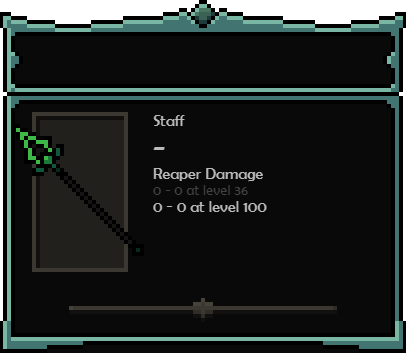 Staff
–
Reaper Damage
0 - 0 at level 36
0 - 0 at level 100